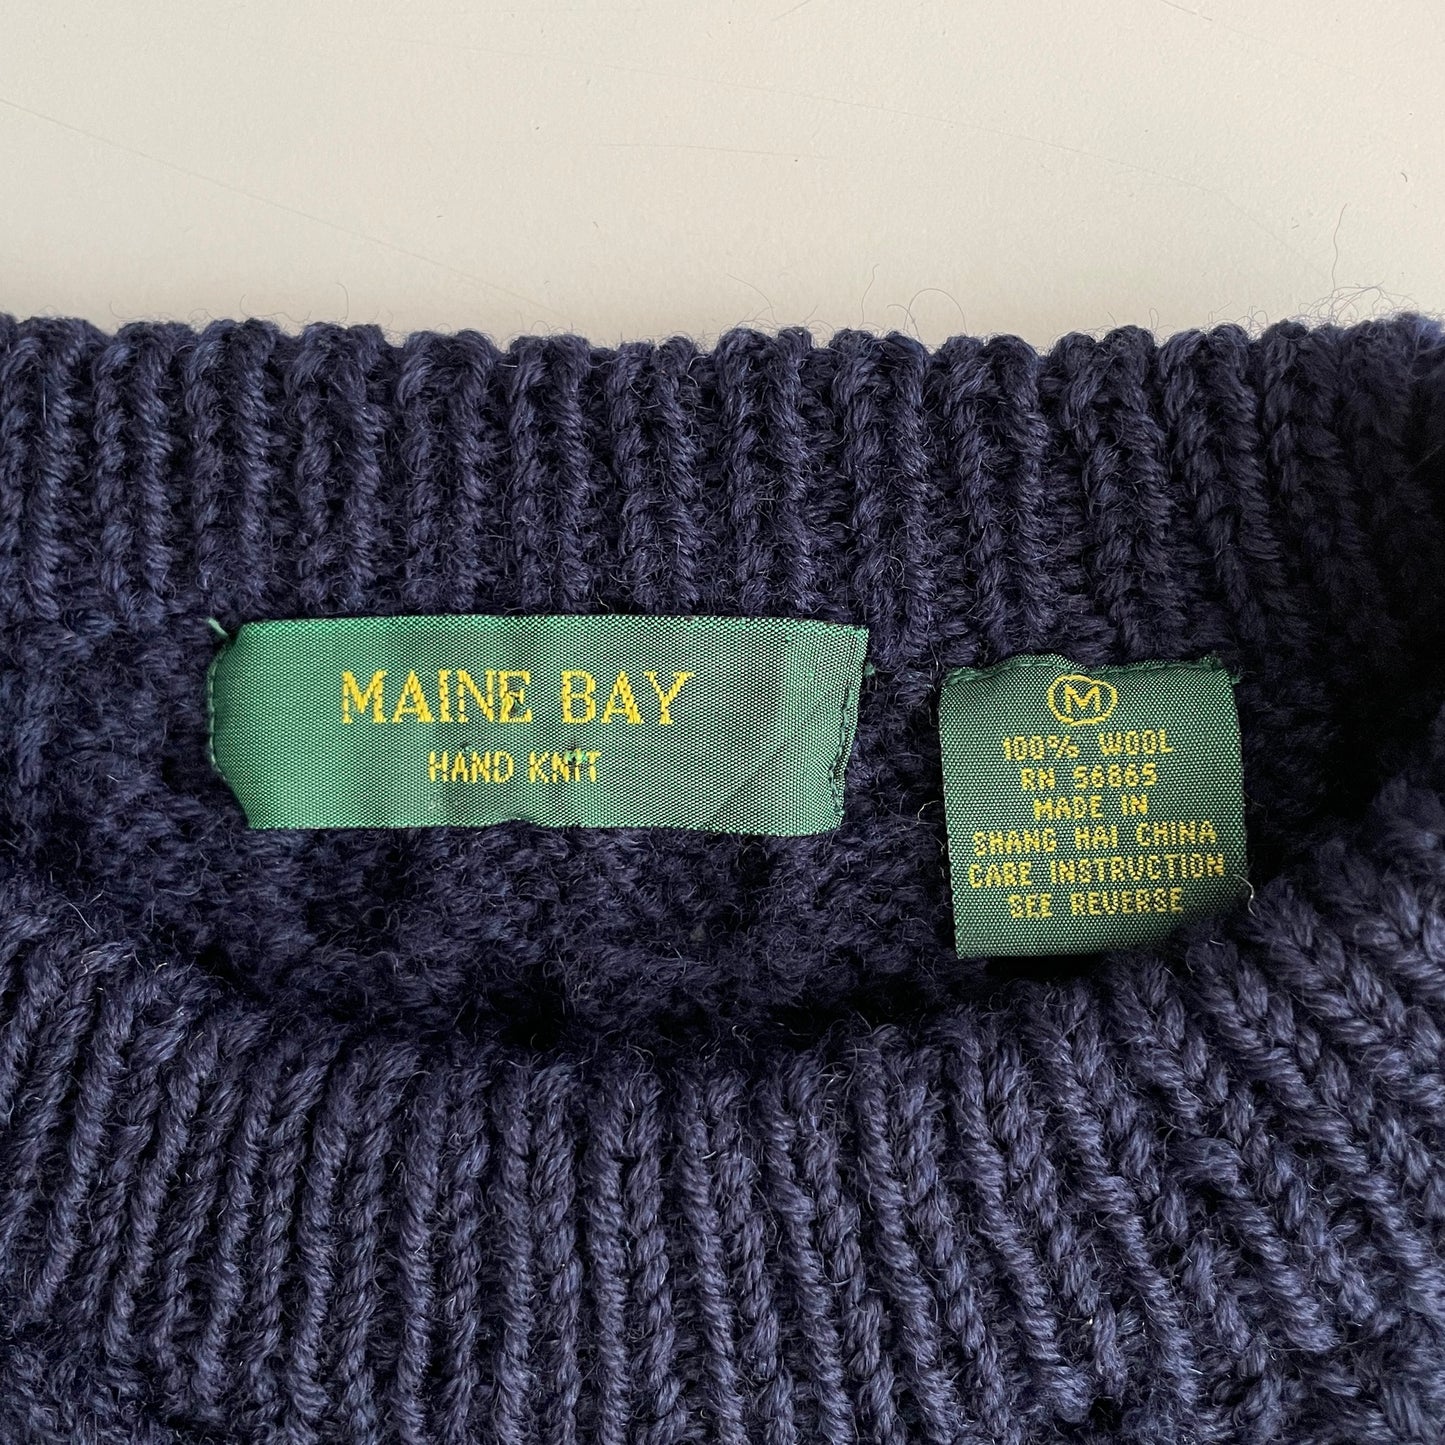 MAINE BAY
HAND KNIT
M
100% WOOL
RN 56865
MADE IN
SHANG HAI CHINA
CARE INSTRUCTION
SEE REVERSE